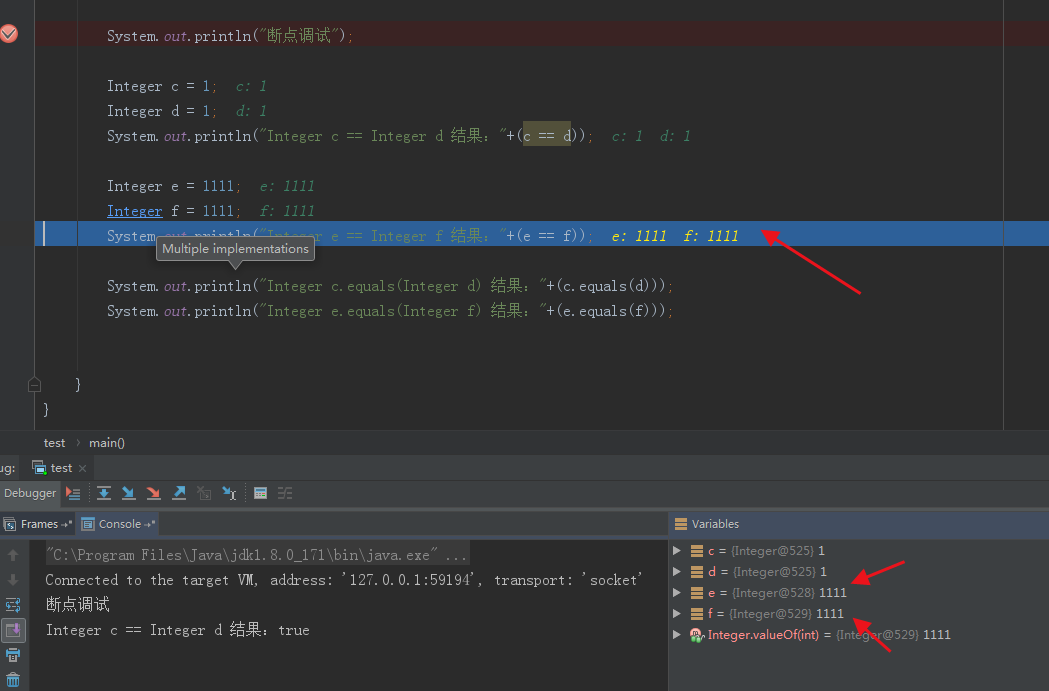 System.out.println("断点调试");
Integer c = 1;  c: 1
Integer d = 1;  d: 1
System.out.println("Integer c == Integer d 结果："+(c == d));  c: 1  d: 1
Integer e = 1111;  e: 1111
Integer f = 1111;  f: 1111
System.out.println("Integer e == Integer f 结果："+(e == f));  e: 1111  f: 1111
Multiple implementations
System.out.println("Integer c.equals(Integer d) 结果："+(c.equals(d)));
System.out.println("Integer e.equals(Integer f) 结果："+(e.equals(f)));
}
}
test › main()
ug: test ×
Debugger
Frames Console
Variables
"C:\Program Files\Java\jdk1.8.0_171\bin\java.exe" ...
Connected to the target VM, address: '127.0.0.1:59194', transport: 'socket'
断点调试
Integer c == Integer d 结果：true
c = {Integer@525} 1
d = {Integer@525} 1
e = {Integer@528} 1111
f = {Integer@529} 1111
Integer.valueOf(int) = {Integer@529} 1111